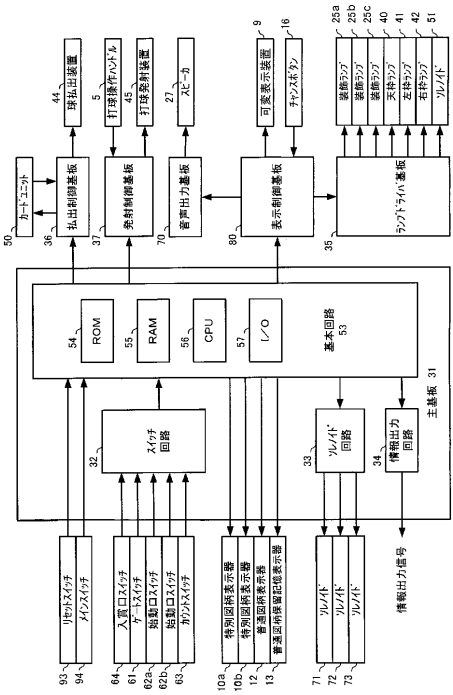 93
リセットスイッチ
94
メインスイッチ
64
入賞口スイッチ
61
ゲートスイッチ
62a
始動口スイッチ
62b
始動口スイッチ
63
カウントスイッチ
10a
特別図柄表示器
10b
特別図柄表示器
12
普通図柄表示器
13
普通図柄保留記憶表示器
71
ソレノイド
72
ソレノイド
73
ソレノイド
情報出力信号
32
スイッチ
回路
33
ソレノイド
回路
34
情報出力
回路
54
ROM
55
RAM
56
CPU
57
I/O
基本回路
53
主基板 31
50
カードユニット
36
払出制御基板
37
発射制御基板
70
音声出力基板
80
表示制御基板
35
ランプドライバ基板
44
球払出装置
5
打球操作ハンドル
45
打球発射装置
27
スピーカ
9
可変表示装置
16
チャンスボタン
25a
装飾ランプ
25b
装飾ランプ
25c
装飾ランプ
40
天枠ランプ
41
左枠ランプ
42
右枠ランプ
51
ソレノイド